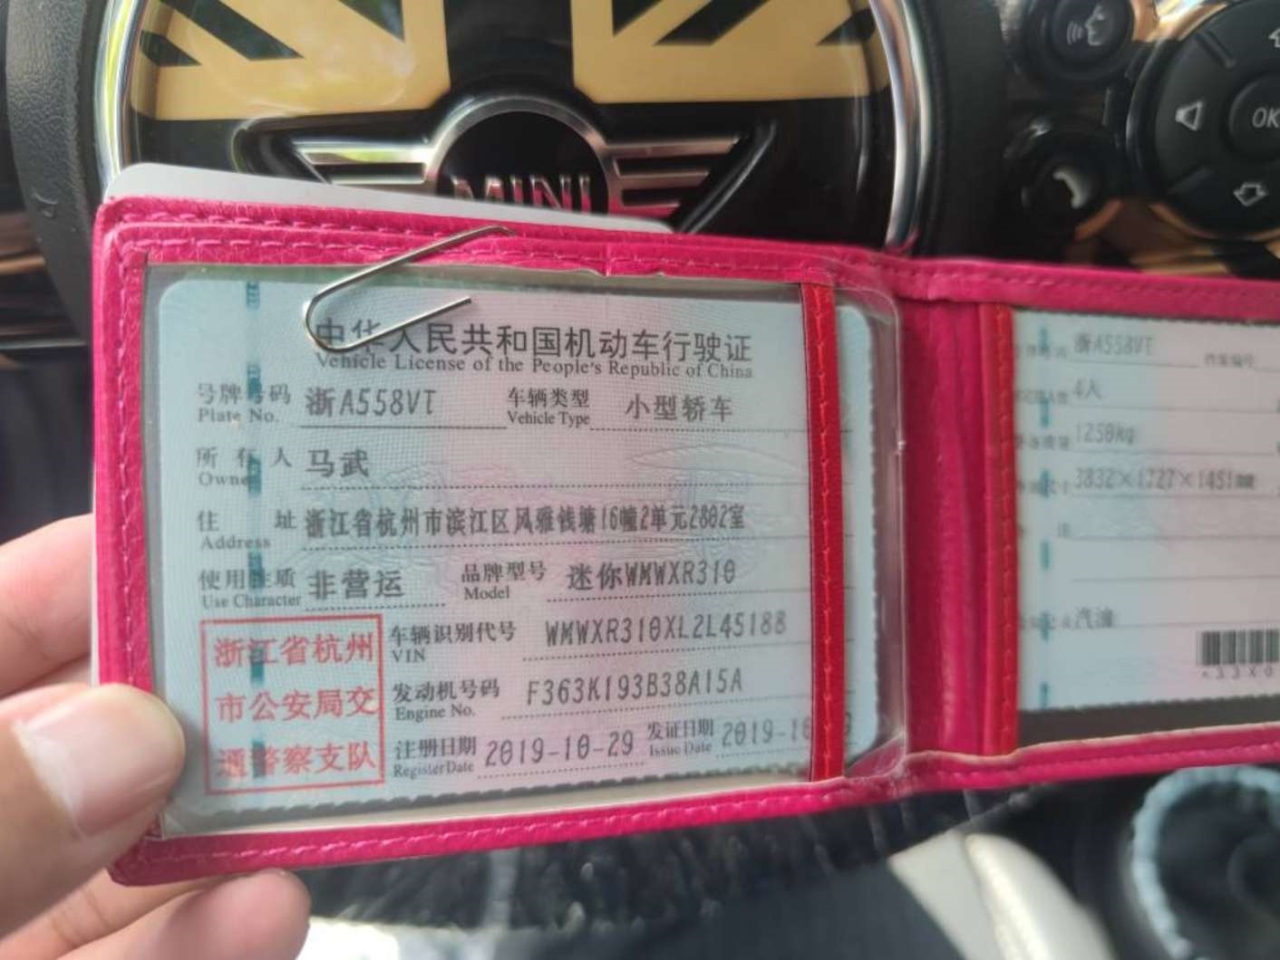 MINI
OK
中华人民共和国机动车行驶证
Vehicle License of the People's Republic of China
号牌号码 浙A558VT 车辆类型 小型轿车
Plate No. Vehicle Type
所有人 马武
Owner
住址 浙江省杭州市滨江区风雅钱塘16幢2单元2802室
Address
使用性质 非营运 品牌型号 迷你WMWXR310
Use Character Model
车辆识别代号 WMWXR310XL2L45188
VIN
发动机号码 F363K193B38A15A
Engine No.
注册日期 2019-10-29 发证日期 2019-10
Register Date Issue Date
浙江省杭州
市公安局交
通警察支队
浙A558VT
4人
1250kg
3832×1727×1451
汽油